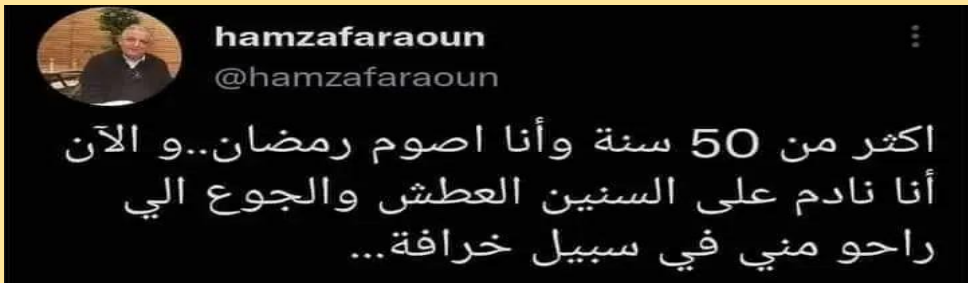 hamzafaraoun
@hamzafaraoun
اكثر من 50 سنة وأنا اصوم رمضان..و الآن
أنا نادم على السنين العطش والجوع الي
راحو مني في سبيل خرافة...